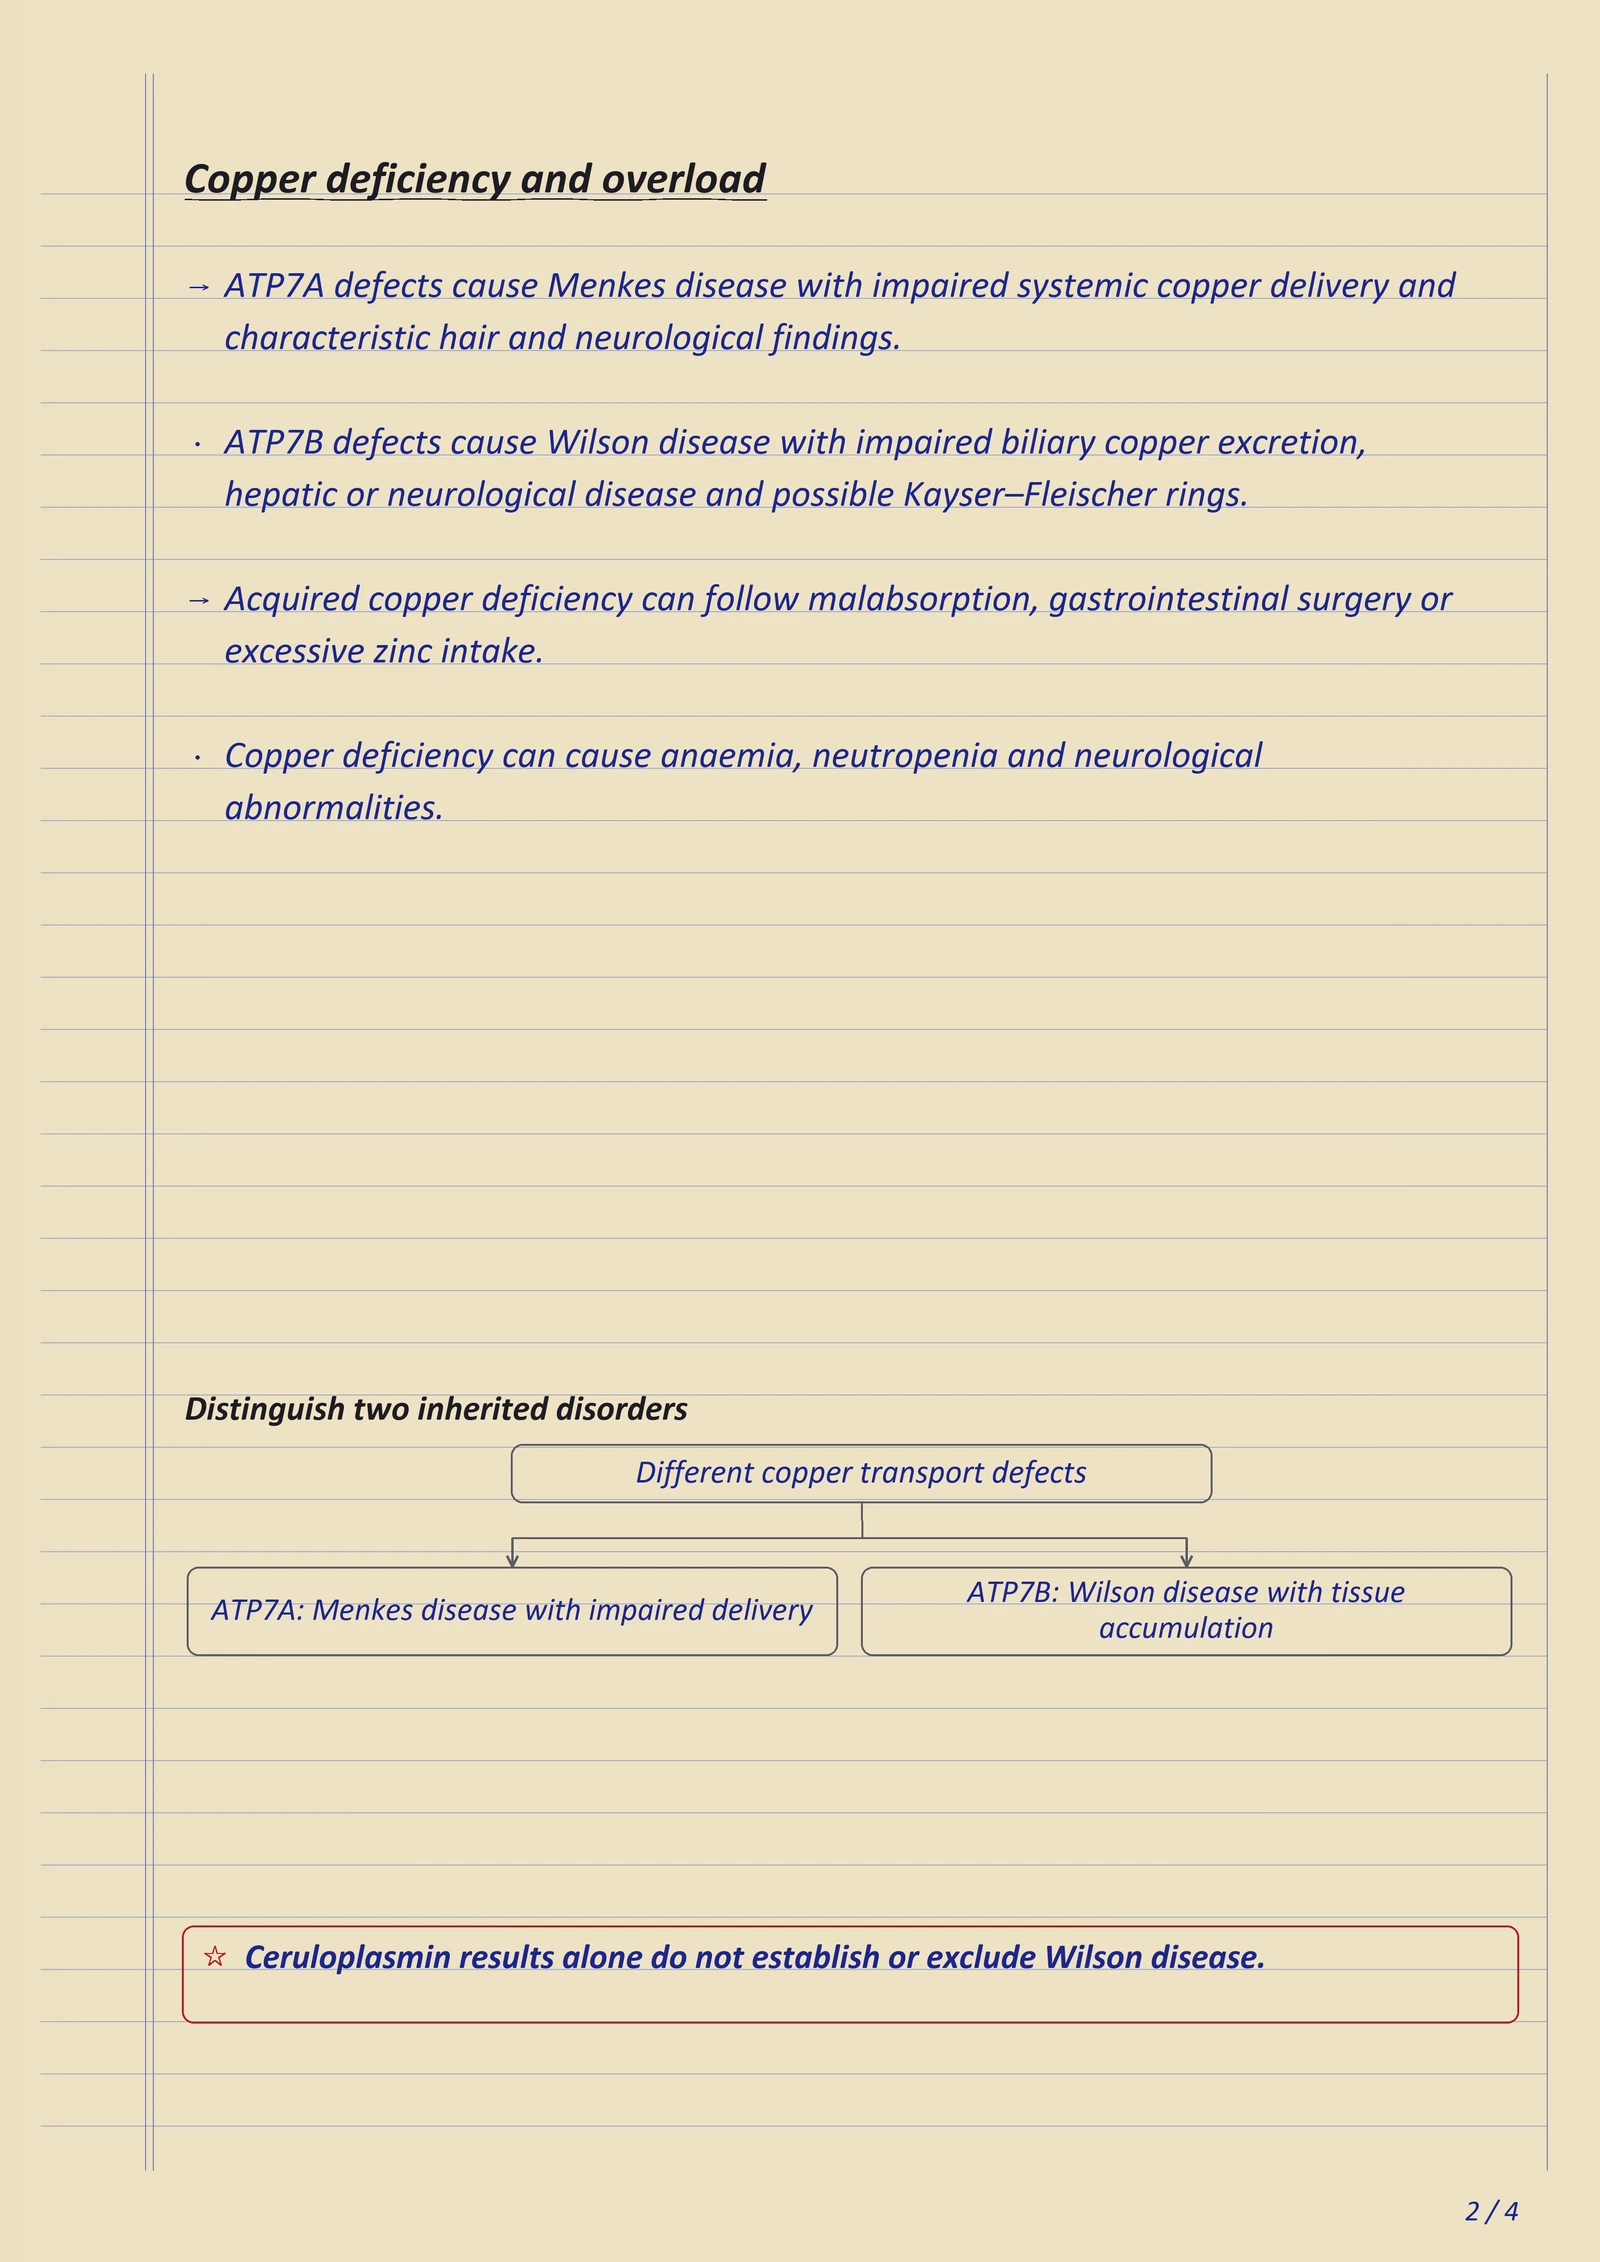 Copper deficiency and overload
→ ATP7A defects cause Menkes disease with impaired systemic copper delivery and
characteristic hair and neurological findings.
· ATP7B defects cause Wilson disease with impaired biliary copper excretion,
hepatic or neurological disease and possible Kayser–Fleischer rings.
→ Acquired copper deficiency can follow malabsorption, gastrointestinal surgery or
excessive zinc intake.
· Copper deficiency can cause anaemia, neutropenia and neurological
abnormalities.
Distinguish two inherited disorders
Different copper transport defects
ATP7A: Menkes disease with impaired delivery
ATP7B: Wilson disease with tissue
accumulation
☆ Ceruloplasmin results alone do not establish or exclude Wilson disease.
2 / 4